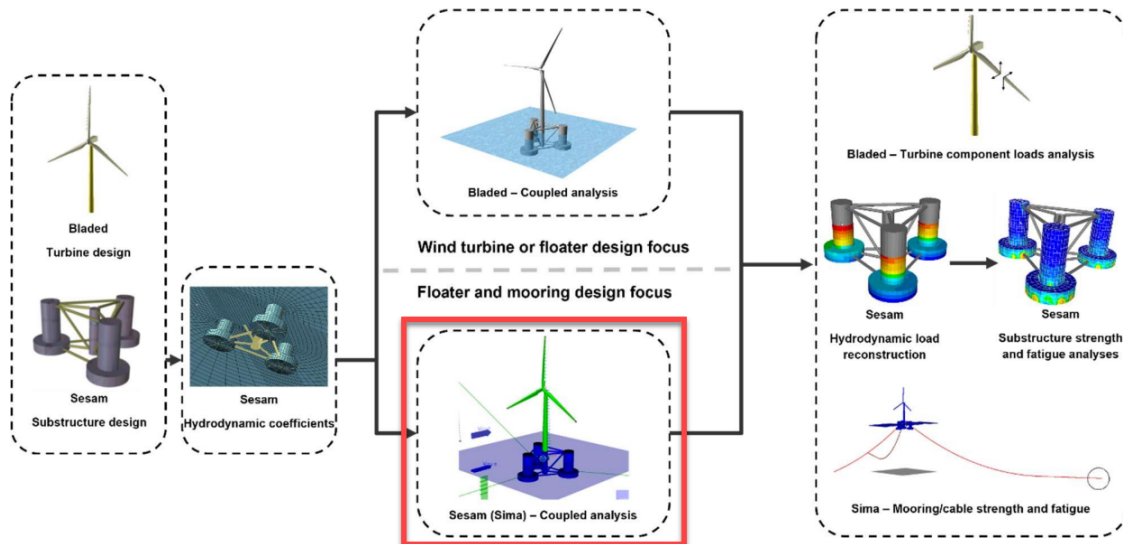 Bladed
Turbine design
Sesam
Substructure design
Sesam
Hydrodynamic coefficients
Bladed – Coupled analysis
Wind turbine or floater design focus
Floater and mooring design focus
Sesam (Sima) – Coupled analysis
Bladed – Turbine component loads analysis
Sesam
Hydrodynamic load
reconstruction
Sesam
Substructure strength
and fatigue analyses
Sima – Mooring/cable strength and fatigue